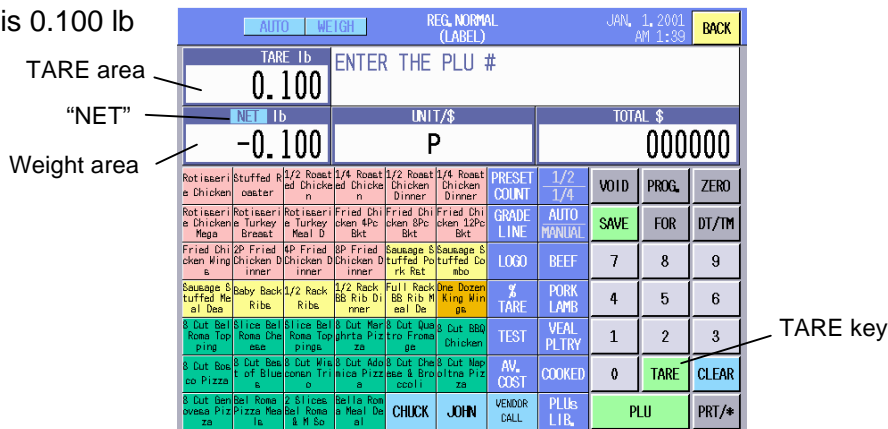 is 0.100 lb
AUTO WEIGH REG. NORMAL JAN. 1. 2001 BACK
(LABEL) AM 1:39
TARE area
TARE lb ENTER THE PLU #
0.100
"NET"
NET lb UNIT/$ TOTAL $
Weight area
-0.100 P 000000
Rotisseri Stuffed R 1/2 Roast 1/4 Roast 1/2 Roast 1/4 Roast PRESET 1/2 VOID PROG. ZERO
e Chicken oaster ed Chicke ed Chicke Chicken Chicken COUNT 1/4
n n Dinner Dinner
Rotisseri Rotisseri Rotisseri Fried Chi Fried Chi Fried Chi GRADE AUTO SAVE FOR DT/TM
e Chicken e Turkey e Turkey cken 4Pc cken 8Pc cken 12Pc LINE MANUAL
Mega Breast Meal D Bkt Bkt Bkt
Fried Chi 2P Fried 4P Fried 8P Fried Sausage S Sausage S LOGO BEEF 7 8 9
cken Wing Chicken D Chicken D Chicken D tuffed Po tuffed Co
s inner inner inner rk Rst mbo
Sausage S Baby Back 1/2 Rack 1/2 Rack Full Rack One Dozen % PORK 4 5 6
tuffed Me Ribs Ribs BB Rib Di BB Rib M King Win TARE LAMB
al Dea nner eal De gs
8 Cut Bel Slice Bel Slice Bel 8 Cut Mar 8 Cut Qua 8 Cut BBQ TEST VEAL 1 2 3 TARE key
Roma Top Roma Che Roma Top ghrta Piz tro Froma Chicken PLTRY
ping ese pings za ge
8 Cut Bos 8 Cut Bes 8 Cut Wis 8 Cut Ado 8 Cut Che 8 Cut Nap AV. COOKED 0 TARE CLEAR
co Pizza t of Blue consn Tri nica Pizz ese & Bro oltna Piz COST
s o a ccoli za
8 Cut Gen Bel Roma 2 Slices Bella Rom CHUCK JOHN VENDOR PLUs PLU PRT/*
ovesa Piz Pizza Mea Bel Roma a Meal De CALL LIB.
za ls & M So al